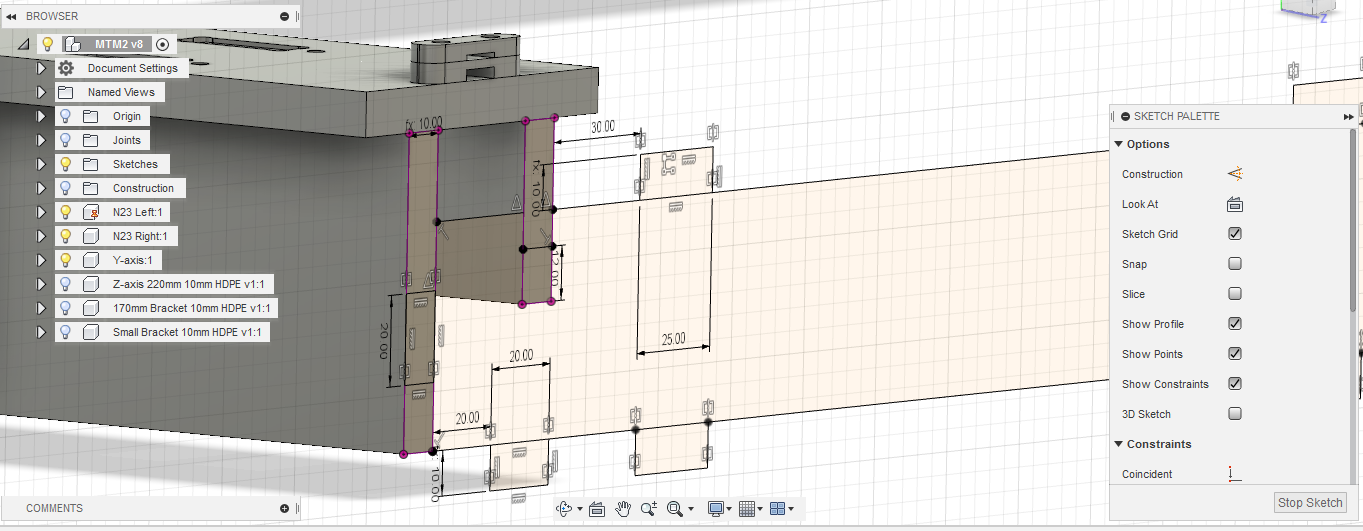 BROWSER
MTM2 v8
Document Settings
Named Views
Origin
Joints
Sketches
Construction
N23 Left:1
N23 Right:1
Y-axis:1
Z-axis 220mm 10mm HDPE v1:1
170mm Bracket 10mm HDPE v1:1
Small Bracket 10mm HDPE v1:1
COMMENTS
fx: 10.00
30.00
fx: 10.00
12.00
20.00
20.00
25.00
20.00
10.00
Z
SKETCH PALETTE
Options
Construction
Look At
Sketch Grid
Snap
Slice
Show Profile
Show Points
Show Constraints
3D Sketch
Constraints
Coincident
Stop Sketch